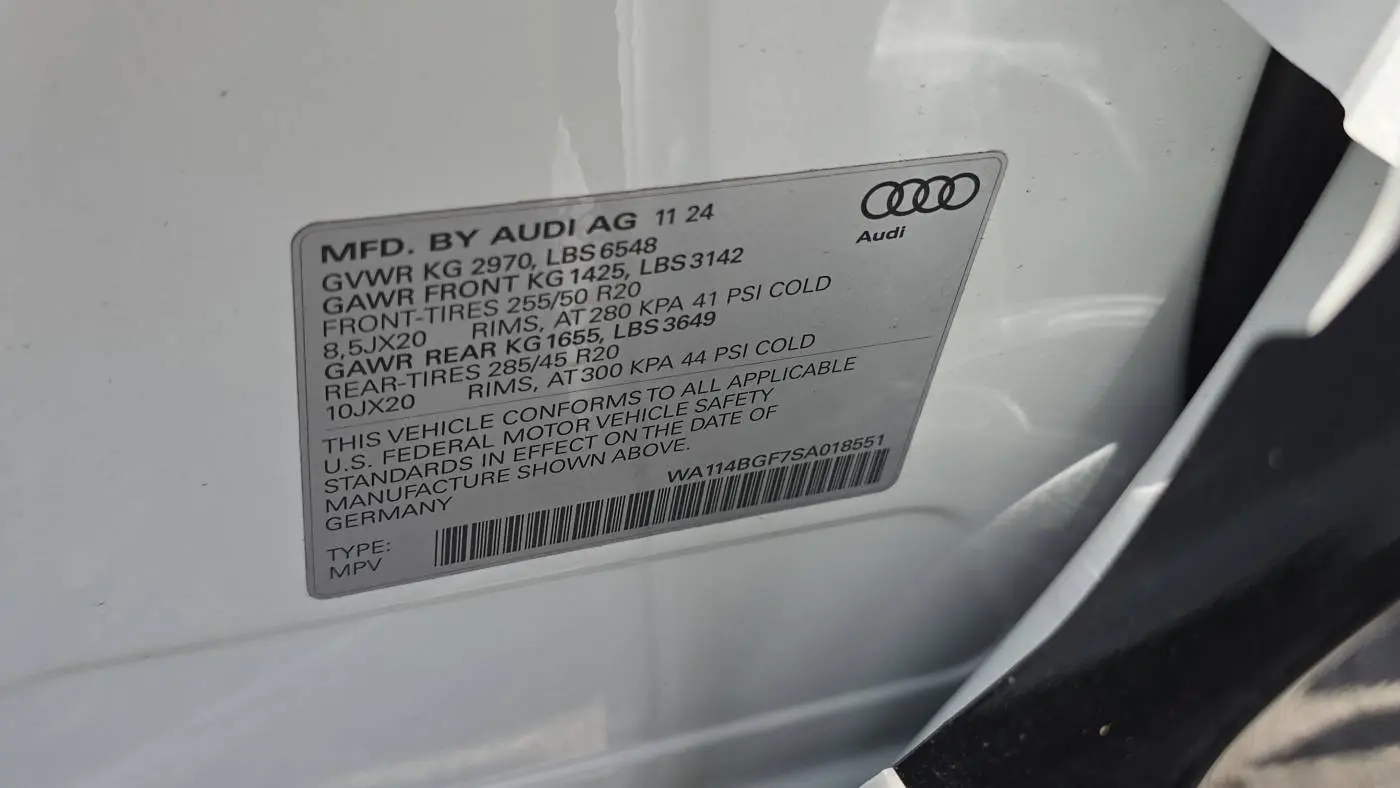 MFD. BY AUDI AG 11 24
Audi
GVWR KG 2970, LBS 6548
GAWR FRONT KG 1425, LBS 3142
FRONT-TIRES 255/50 R20
8,5JX20 RIMS, AT 280 KPA 41 PSI COLD
GAWR REAR KG 1655, LBS 3649
REAR-TIRES 285/45 R20
10JX20 RIMS, AT 300 KPA 44 PSI COLD
THIS VEHICLE CONFORMS TO ALL APPLICABLE
U.S. FEDERAL MOTOR VEHICLE SAFETY
STANDARDS IN EFFECT ON THE DATE OF
MANUFACTURE SHOWN ABOVE.
GERMANY
WA114BGF7SA018551
TYPE:
MPV